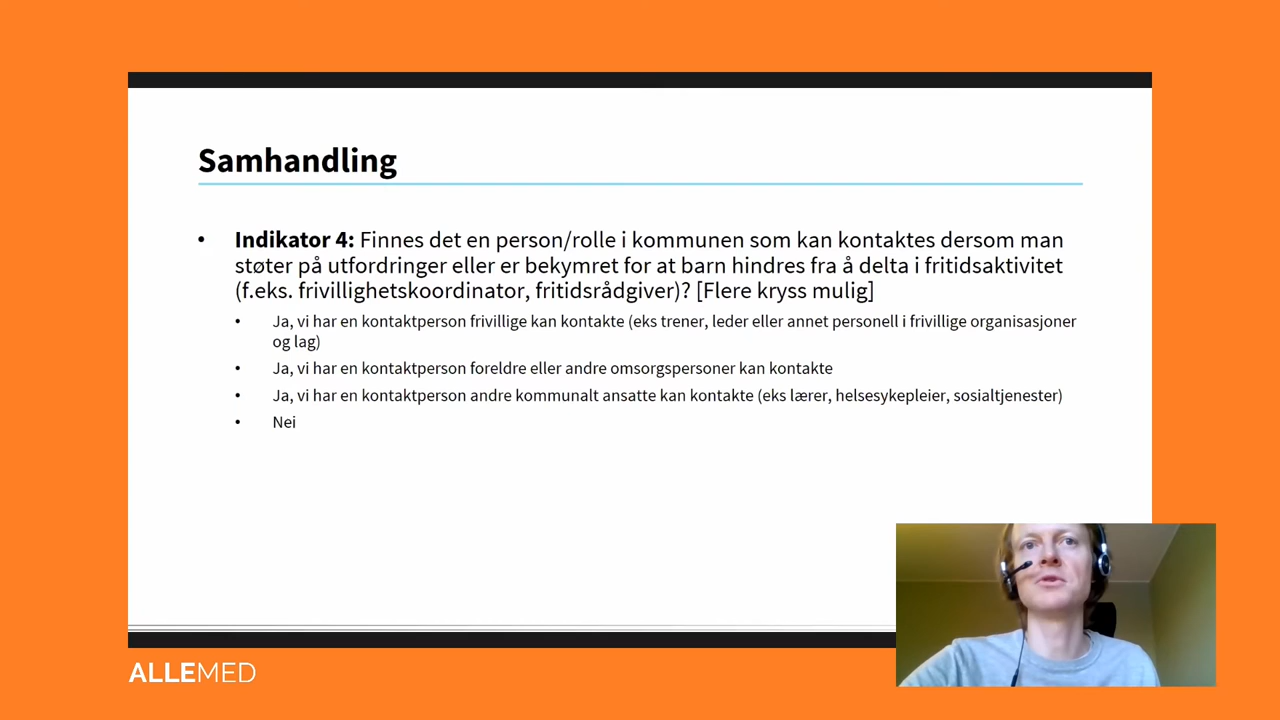 Samhandling
• Indikator 4: Finnes det en person/rolle i kommunen som kan kontaktes dersom man
støter på utfordringer eller er bekymret for at barn hindres fra å delta i fritidsaktivitet
(f.eks. frivillighetskoordinator, fritidsrådgiver)? [Flere kryss mulig]
• Ja, vi har en kontaktperson frivillige kan kontakte (eks trener, leder eller annet personell i frivillige organisasjoner
og lag)
• Ja, vi har en kontaktperson foreldre eller andre omsorgspersoner kan kontakte
• Ja, vi har en kontaktperson andre kommunalt ansatte kan kontakte (eks lærer, helsesykepleier, sosialtjenester)
• Nei
ALLEMED